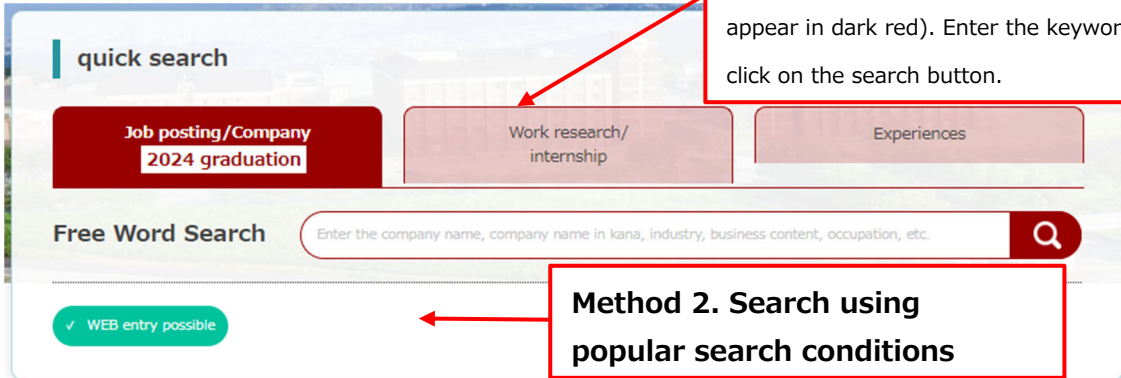 appear in dark red). Enter the
click on the search button.
quick search
Job posting/Company
2024 graduation
Work research/
internship
Experiences
Free Word Search
Enter the company name, company name in kana, industry, business content, occupation, etc.
Method 2. Search using
popular search conditions
✓ WEB entry possible